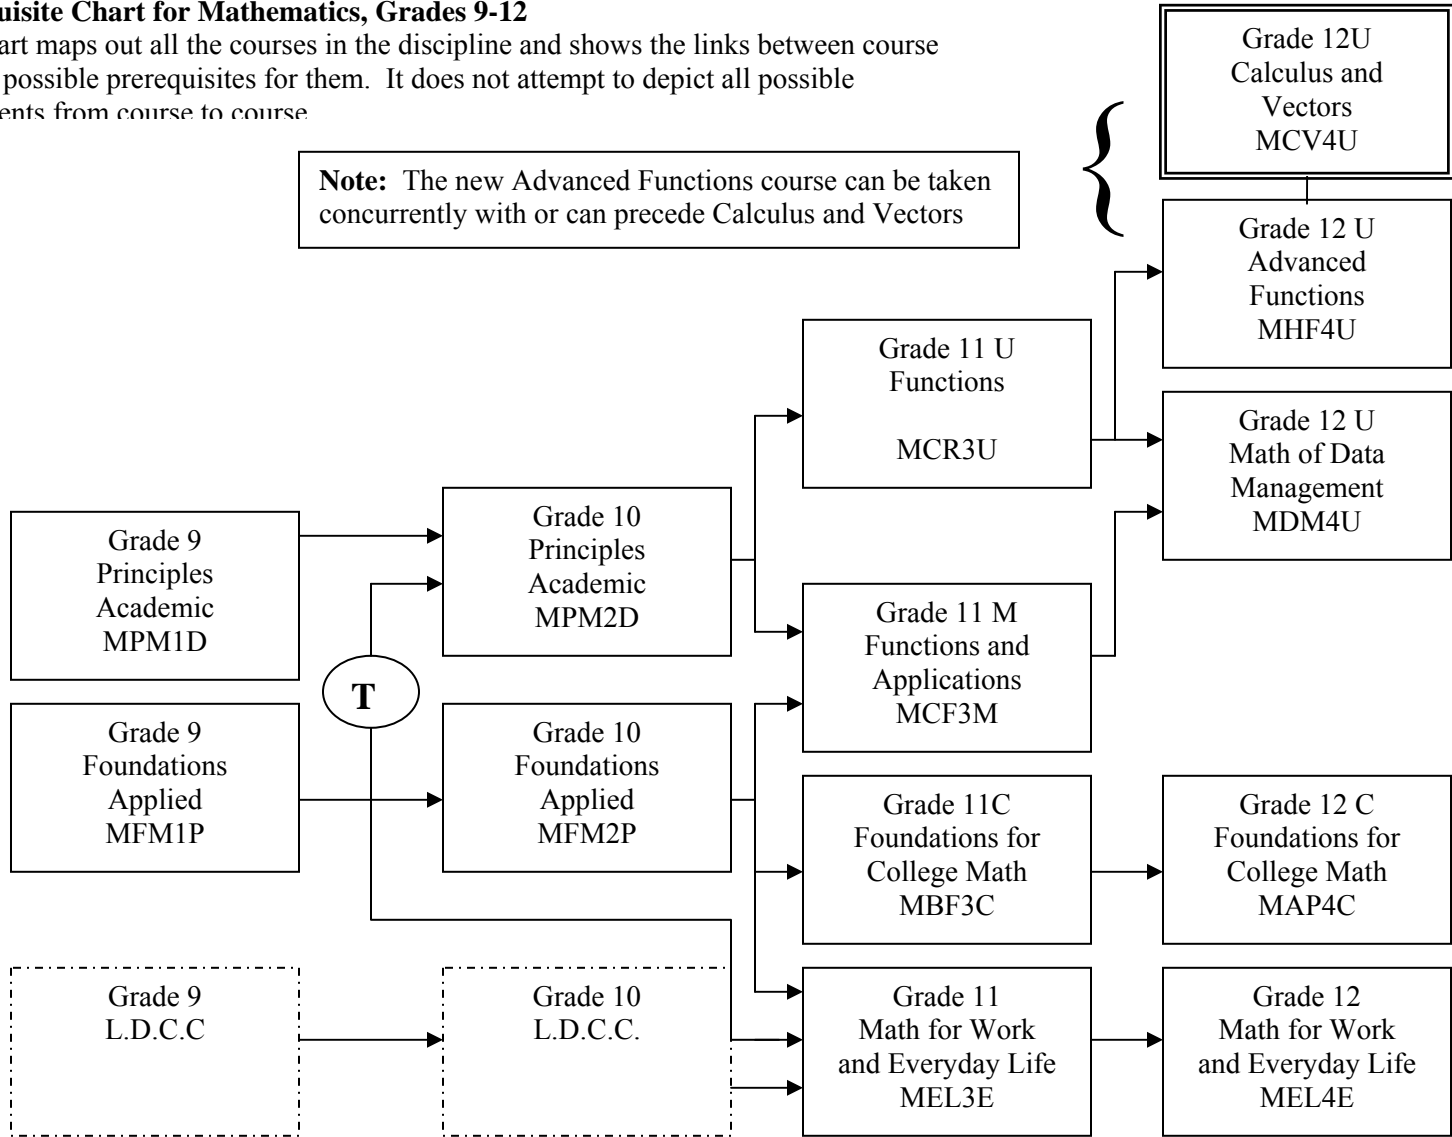 Chart for Mathematics, Grades 9-12
maps out all the courses in the discipline and shows the links between course
possible prerequisites for them. It does not attempt to depict all possible
from course to course
Note: The new Advanced Functions course can be taken
concurrently with or can precede Calculus and Vectors
{
Grade 12U
Calculus and
Vectors
MCV4U
Grade 12 U
Advanced
Functions
MHF4U
Grade 11 U
Functions
MCR3U
Grade 12 U
Math of Data
Management
MDM4U
Grade 9
Principles
Academic
MPM1D
Grade 10
Principles
Academic
MPM2D
Grade 11 M
Functions and
Applications
MCF3M
T
Grade 9
Foundations
Applied
MFM1P
Grade 10
Foundations
Applied
MFM2P
Grade 11C
Foundations for
College Math
MBF3C
Grade 12 C
Foundations for
College Math
MAP4C
Grade 9
L.D.C.C
Grade 10
L.D.C.C.
Grade 11
Math for Work
and Everyday Life
MEL3E
Grade 12
Math for Work
and Everyday Life
MEL4E